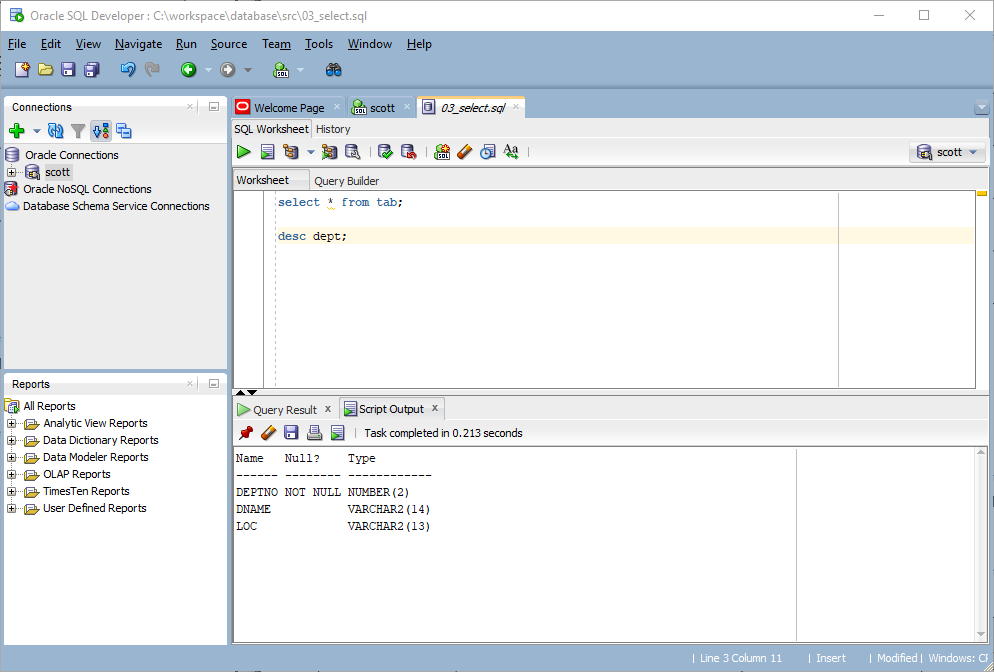 Oracle SQL Developer : C:\workspace\database\src\03_select.sql
File Edit View Navigate Run Source Team Tools Window Help
Connections
Oracle Connections
scott
Oracle NoSQL Connections
Database Schema Service Connections
Reports
All Reports
Analytic View Reports
Data Dictionary Reports
Data Modeler Reports
OLAP Reports
TimesTen Reports
User Defined Reports
Welcome Page scott 03_select.sql
SQL Worksheet History
scott
Worksheet Query Builder
select * from tab;
desc dept;
Query Result x Script Output x
Task completed in 0.213 seconds
Name   Null?    Type
------ -------- ------------
DEPTNO NOT NULL NUMBER(2)
DNAME           VARCHAR2(14)
LOC             VARCHAR2(13)
| Line 3 Column 11 | Insert | Modified | Windows: